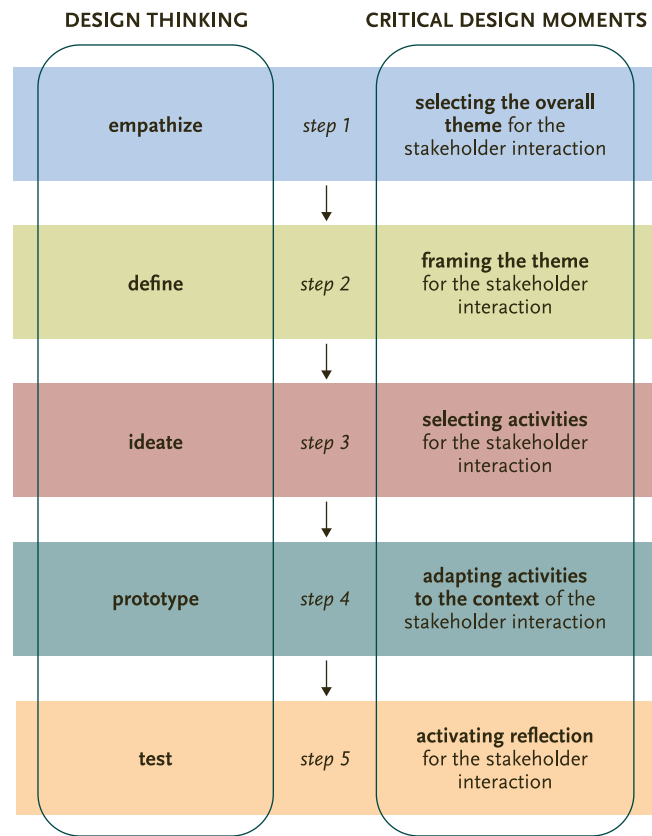 DESIGN THINKING
CRITICAL DESIGN MOMENTS
empathize
step 1
selecting the overall
theme for the
stakeholder interaction
define
step 2
framing the theme
for the stakeholder
interaction
ideate
step 3
selecting activities
for the stakeholder
interaction
prototype
step 4
adapting activities
to the context of the
stakeholder interaction
test
step 5
activating reflection
for the stakeholder
interaction